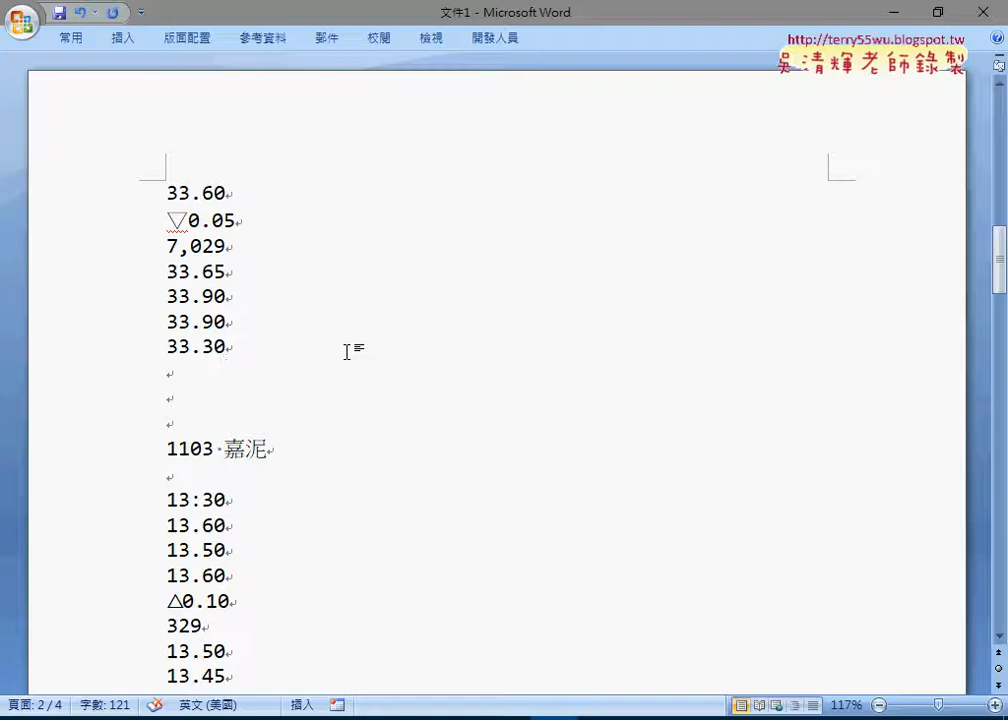 文件1 - Microsoft Word
常用 插入 版面配置 參考資料 郵件 校閱 檢視 開發人員
http://terry55wu.blogspot.tw
吳清輝老師錄製
33.60
▽0.05
7,029
33.65
33.90
33.90
33.30
1103 嘉泥
13:30
13.60
13.50
13.60
△0.10
329
13.50
13.45
頁面: 2 / 4 字數: 121 英文 (美國) 插入 117%